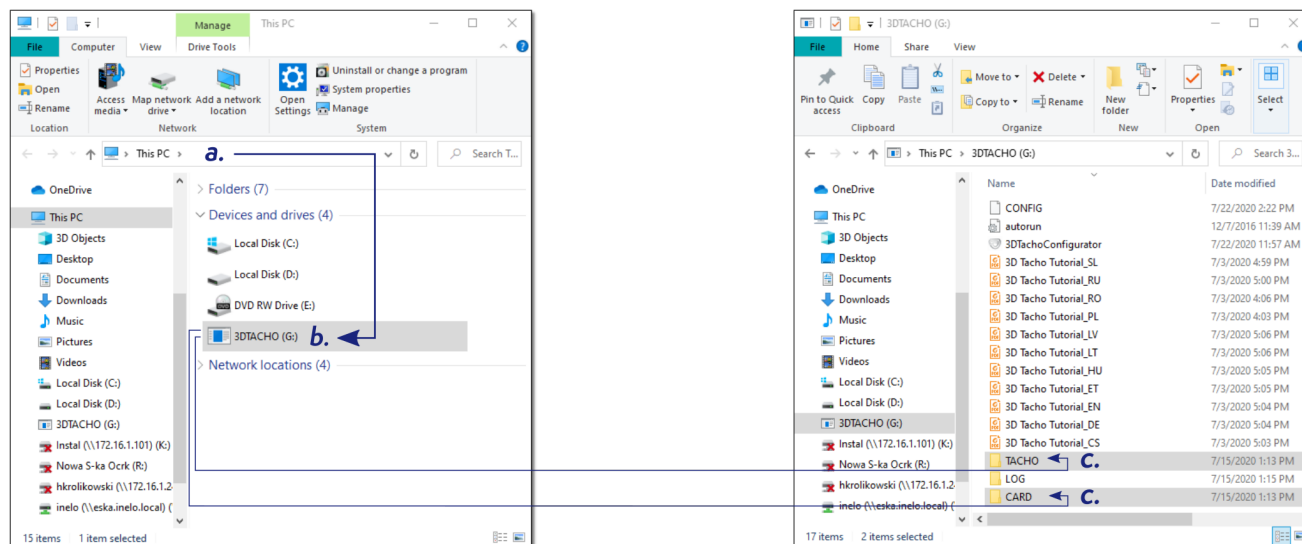 Manage
This PC
File
Computer
View
Drive Tools
Properties
Open
Rename
Access media
Map network drive
Add a network location
Open Settings
Uninstall or change a program
System properties
Manage
Location
Network
System
This PC
a.
Search T...
OneDrive
This PC
3D Objects
Desktop
Documents
Downloads
Music
Pictures
Videos
Local Disk (C:)
Local Disk (D:)
3DTACHO (G:)
Instal (\\172.16.1.101) (K:)
Nowa S-ka Ocrk (R:)
hkrolikowski (\\172.16.1.2
inelo (\\eska.inelo.local) (
Folders (7)
Devices and drives (4)
Local Disk (C:)
Local Disk (D:)
DVD RW Drive (E:)
3DTACHO (G:) b.
Network locations (4)
15 items 1 item selected
3DTACHO (G:)
File
Home
Share
View
Pin to Quick access
Copy
Paste
Move to
Copy to
Delete
Rename
New folder
Properties
Select
Clipboard
Organize
New
Open
This PC > 3DTACHO (G:)
Search 3...
OneDrive
This PC
3D Objects
Desktop
Documents
Downloads
Music
Pictures
Videos
Local Disk (C:)
Local Disk (D:)
3DTACHO (G:)
Instal (\\172.16.1.101) (K:)
Nowa S-ka Ocrk (R:)
hkrolikowski (\\172.16.1.2
inelo (\\eska.inelo.local) (
Name Date modified
CONFIG 7/22/2020 2:22 PM
autorun 12/7/2016 11:39 AM
3DTachoConfigurator 7/22/2020 11:57 AM
3D Tacho Tutorial_SL 7/3/2020 4:59 PM
3D Tacho Tutorial_RU 7/3/2020 5:00 PM
3D Tacho Tutorial_RO 7/3/2020 4:06 PM
3D Tacho Tutorial_PL 7/3/2020 4:03 PM
3D Tacho Tutorial_LV 7/3/2020 5:06 PM
3D Tacho Tutorial_LT 7/3/2020 5:06 PM
3D Tacho Tutorial_HU 7/3/2020 5:05 PM
3D Tacho Tutorial_ET 7/3/2020 5:05 PM
3D Tacho Tutorial_EN 7/3/2020 5:04 PM
3D Tacho Tutorial_DE 7/3/2020 5:04 PM
3D Tacho Tutorial_CS 7/3/2020 5:03 PM
TACHO c. 7/15/2020 1:13 PM
LOG 7/15/2020 1:15 PM
CARD c. 7/15/2020 1:13 PM
17 items 2 items selected